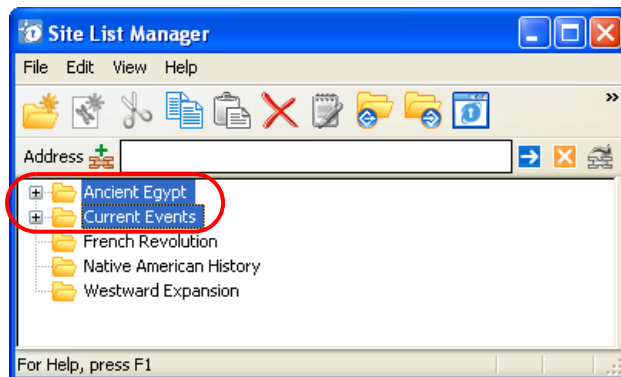 Site List Manager
File Edit View Help
Address
Ancient Egypt
Current Events
French Revolution
Native American History
Westward Expansion
For Help, press F1